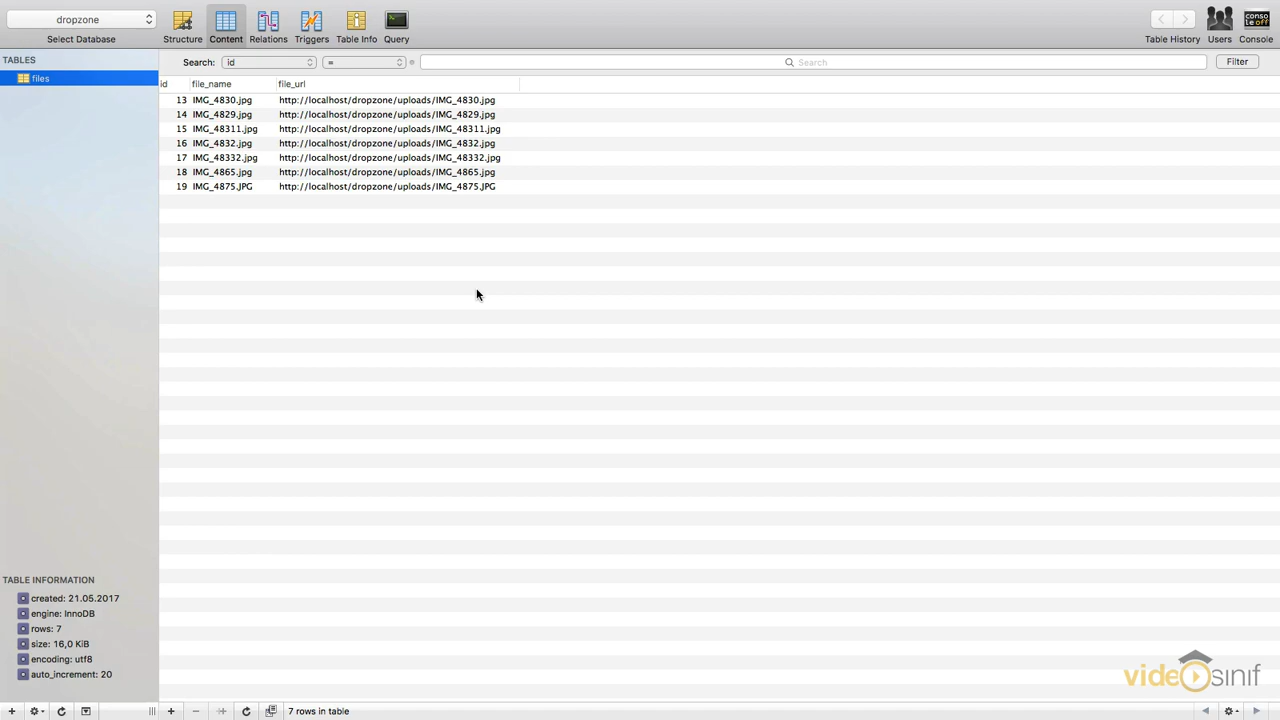 dropzone
Select Database
Structure
Content
Relations
Triggers
Table Info
Query
Table History
Users
conso
le off
Console
TABLES
files
Search:
id
=
Search
Filter
id
file_name
file_url
13 IMG_4830.jpg http://localhost/dropzone/uploads/IMG_4830.jpg
14 IMG_4829.jpg http://localhost/dropzone/uploads/IMG_4829.jpg
15 IMG_48311.jpg http://localhost/dropzone/uploads/IMG_48311.jpg
16 IMG_4832.jpg http://localhost/dropzone/uploads/IMG_4832.jpg
17 IMG_48332.jpg http://localhost/dropzone/uploads/IMG_48332.jpg
18 IMG_4865.jpg http://localhost/dropzone/uploads/IMG_4865.jpg
19 IMG_4875.JPG http://localhost/dropzone/uploads/IMG_4875.JPG
TABLE INFORMATION
created: 21.05.2017
engine: InnoDB
rows: 7
size: 16,0 KiB
encoding: utf8
auto_increment: 20
7 rows in table
videosinif